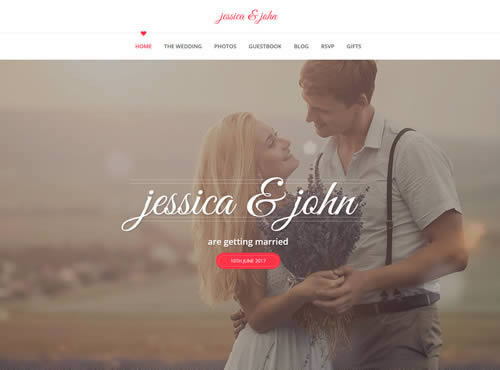 jessica & john
HOME THE WEDDING PHOTOS GUESTBOOK BLOG RSVP GIFTS
jessica & john
are getting married
10TH JUNE 2017